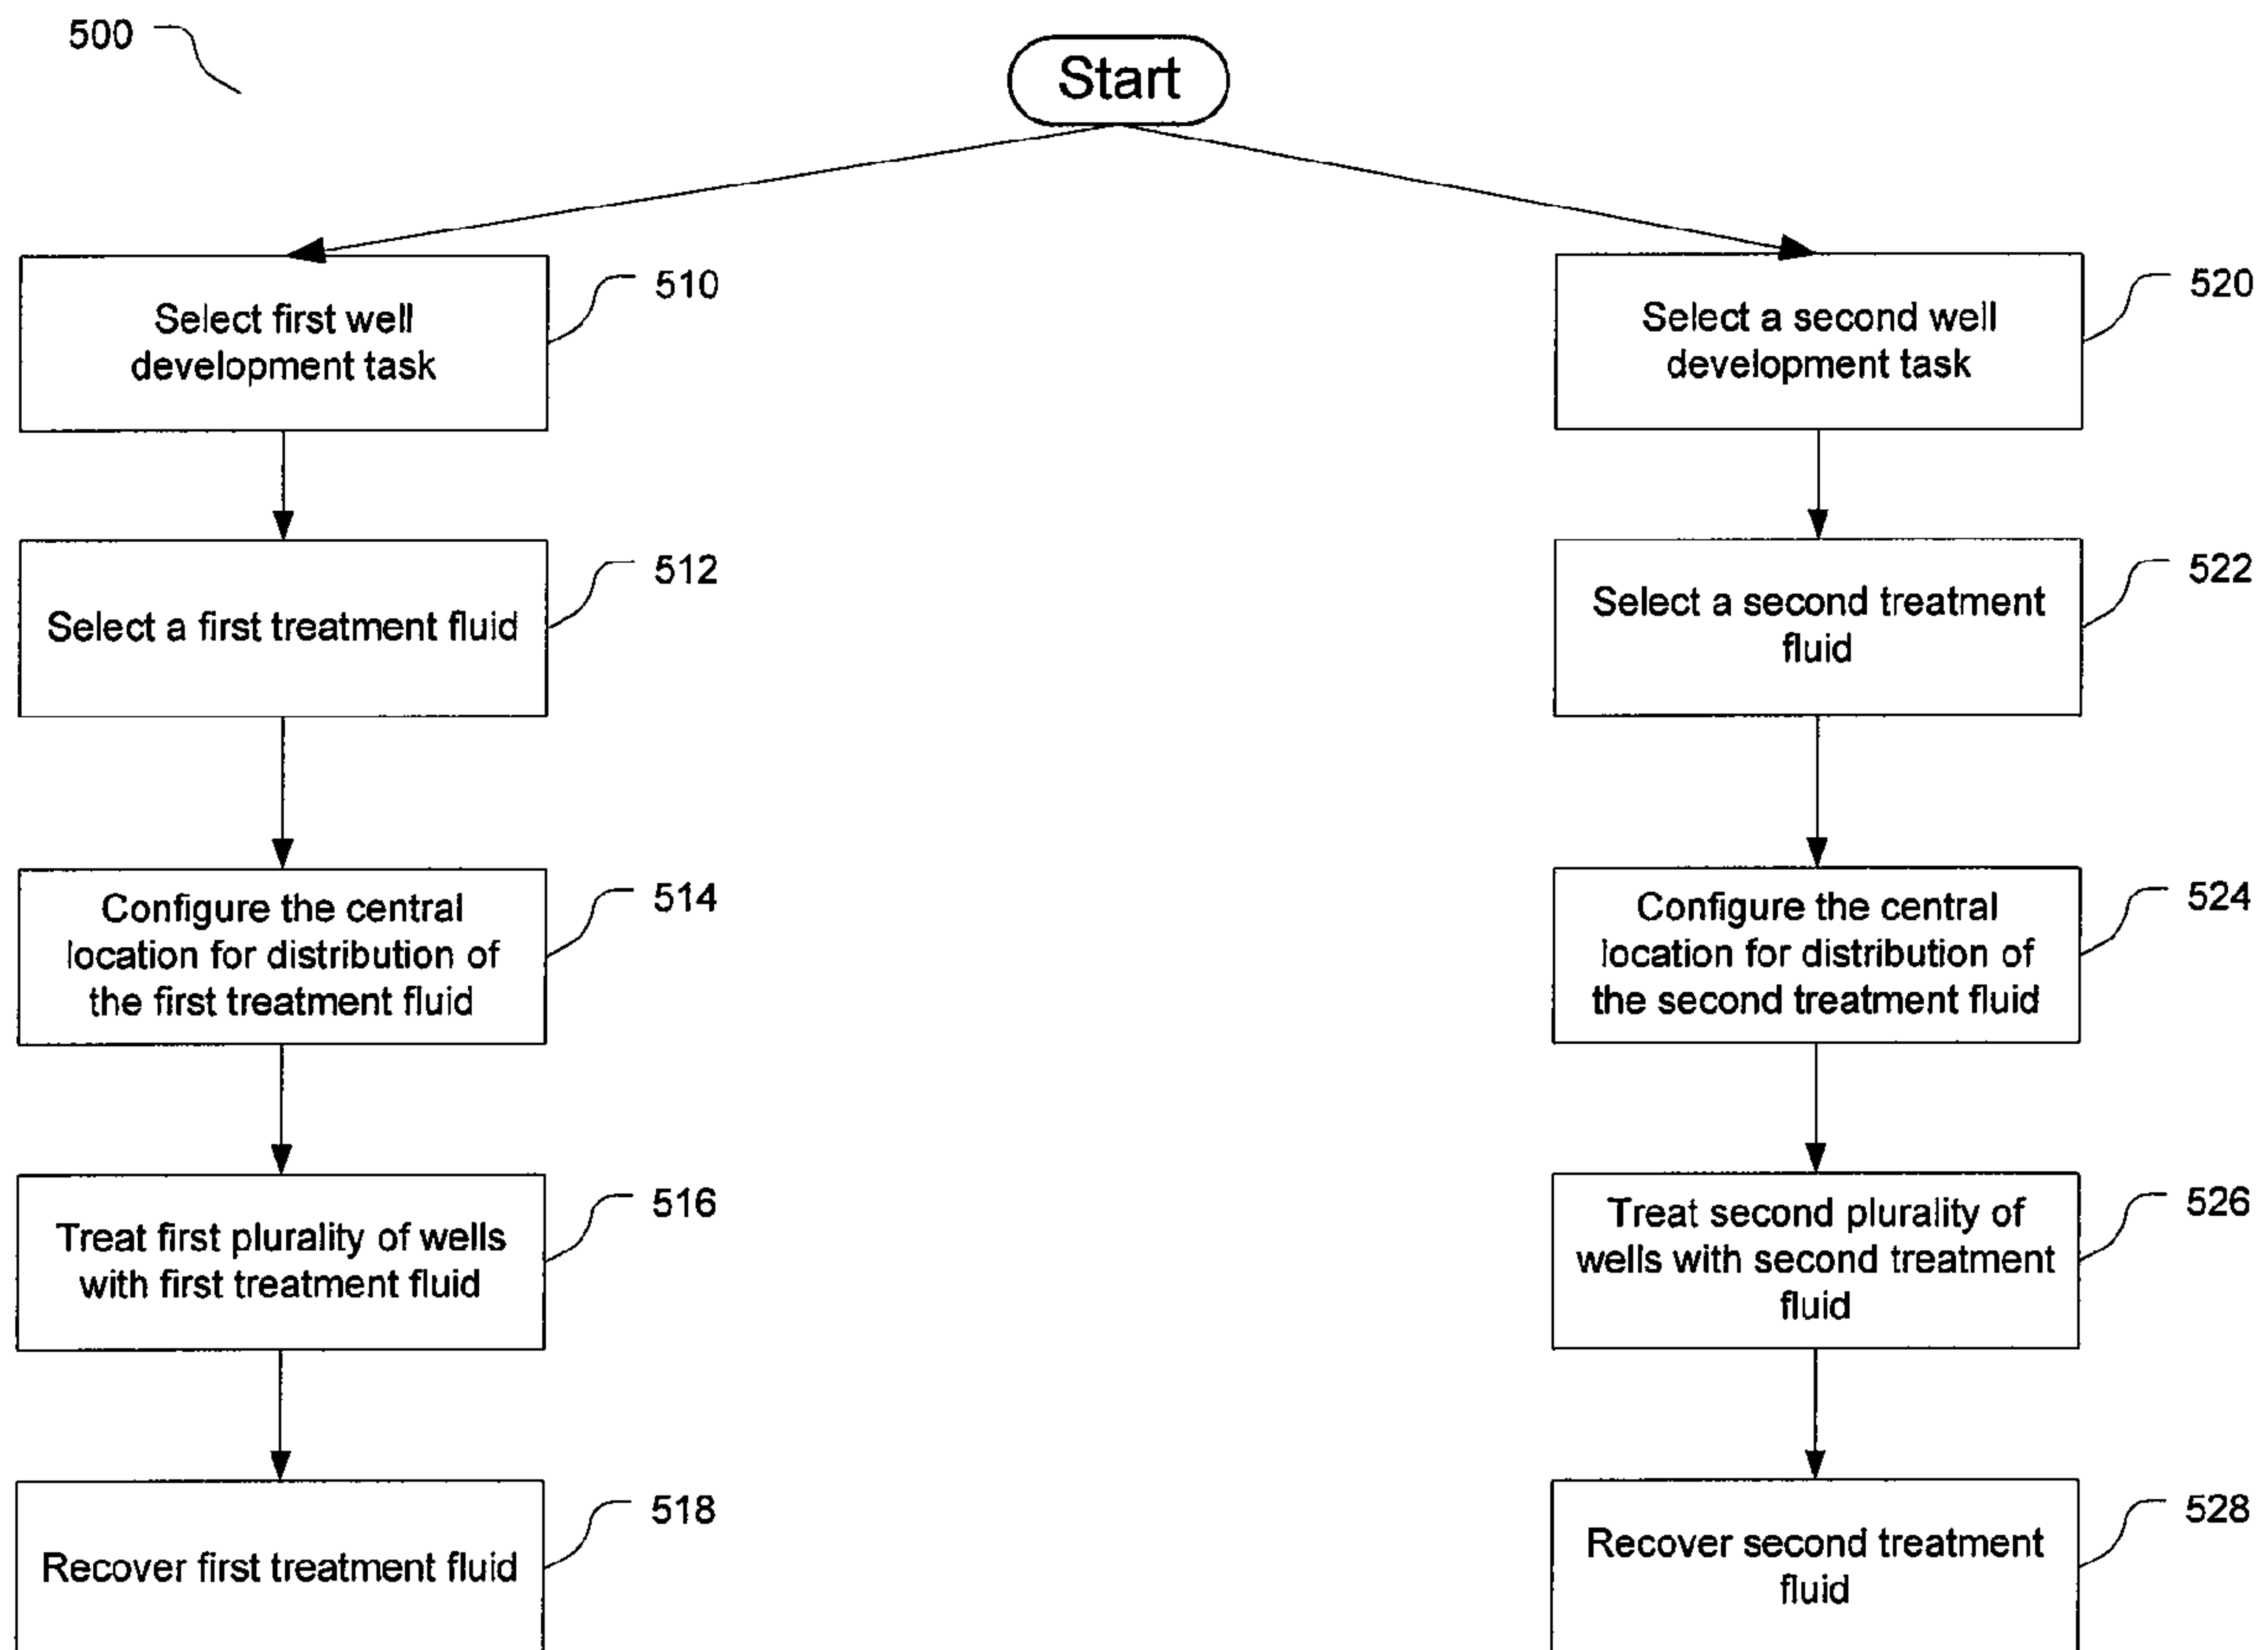 500
Start
Select first well
development task
510
Select a second well
development task
520
Select a first treatment fluid
512
Select a second treatment
fluid
522
Configure the central
location for distribution of
the first treatment fluid
514
Configure the central
location for distribution of
the second treatment fluid
524
Treat first plurality of wells
with first treatment fluid
516
Treat second plurality of
wells with second treatment
fluid
526
Recover first treatment fluid
518
Recover second treatment
fluid
528